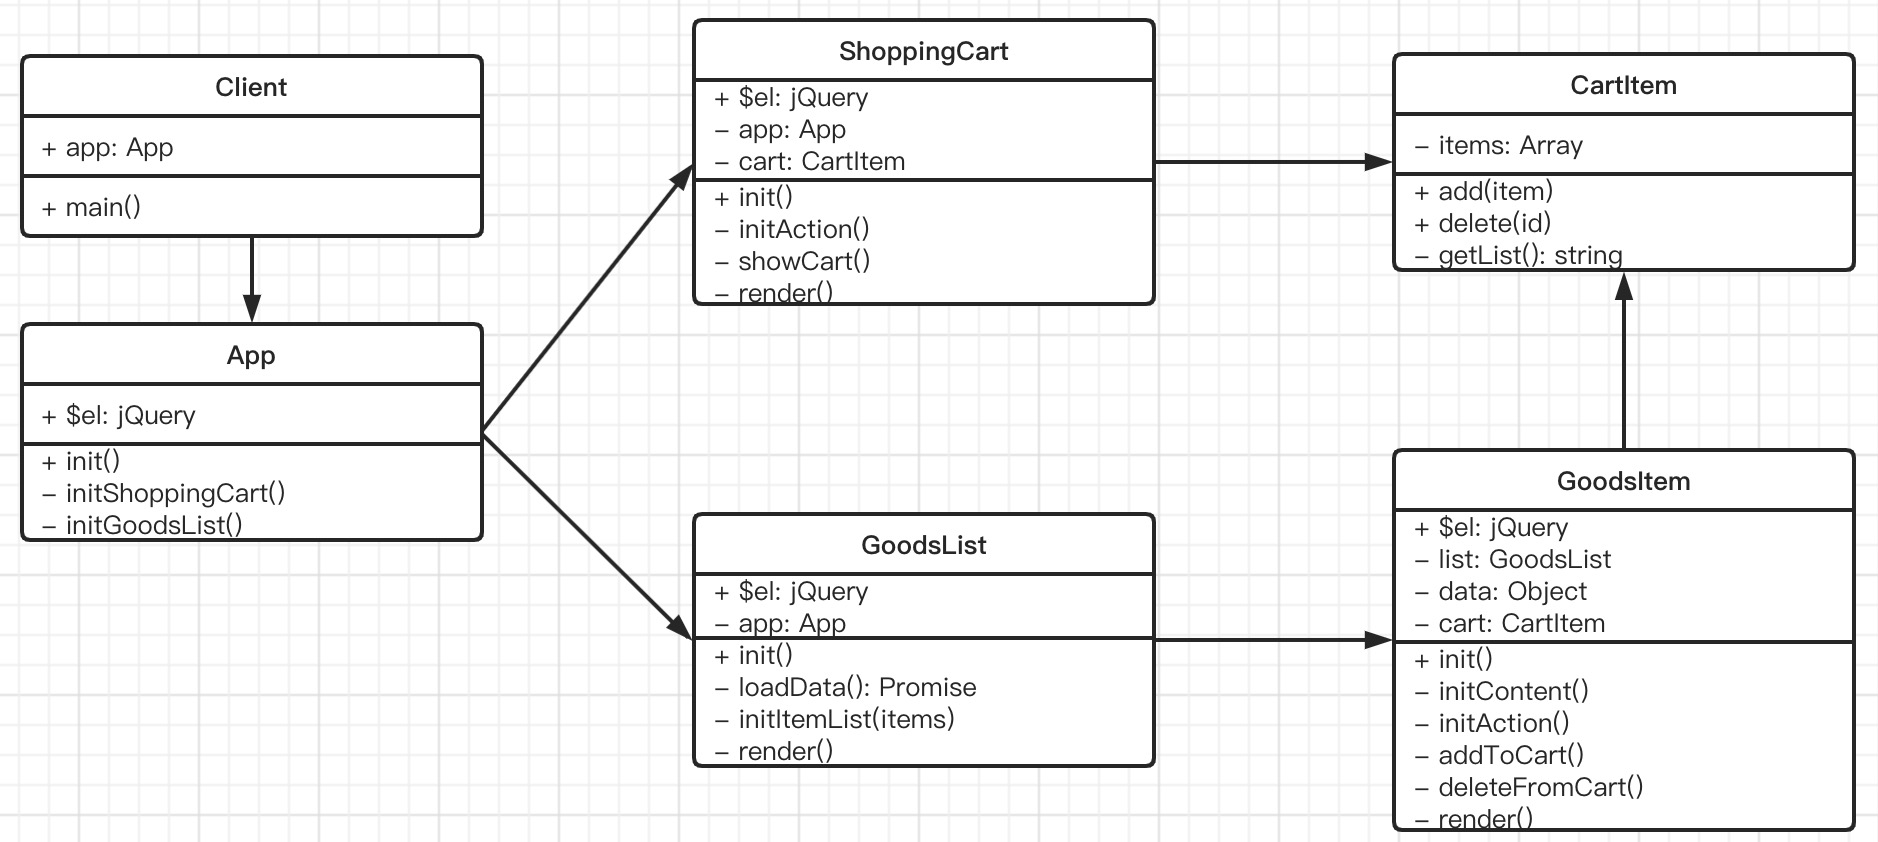 Client
+ app: App
+ main()
App
+ $el: jQuery
+ init()
– initShoppingCart()
– initGoodsList()
ShoppingCart
+ $el: jQuery
– app: App
– cart: CartItem
+ init()
– initAction()
– showCart()
– render()
GoodsList
+ $el: jQuery
– app: App
+ init()
– loadData(): Promise
– initItemList(items)
– render()
CartItem
– items: Array
+ add(item)
+ delete(id)
– getList(): string
GoodsItem
+ $el: jQuery
– list: GoodsList
– data: Object
– cart: CartItem
+ init()
– initContent()
– initAction()
– addToCart()
– deleteFromCart()
– render()